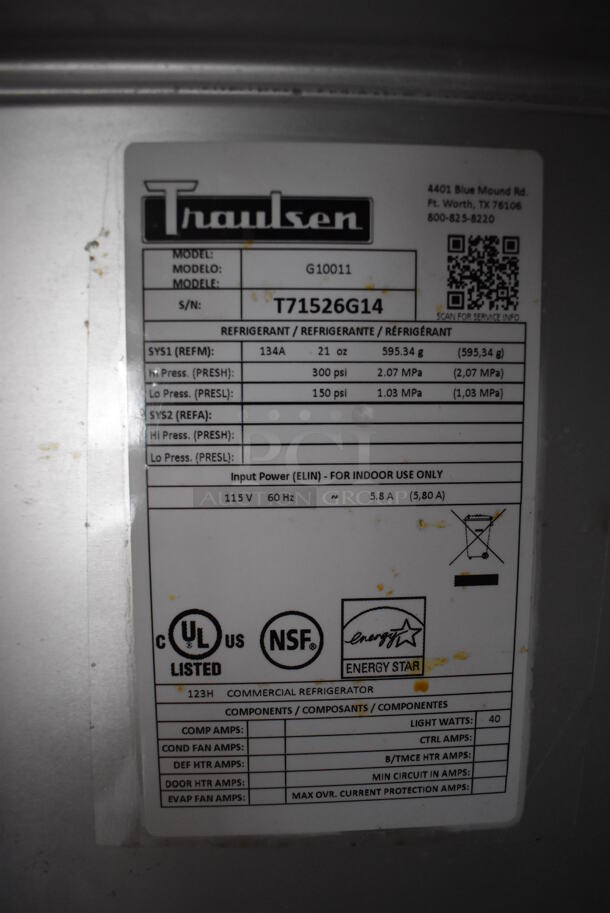 Traulsen
4401 Blue Mound Rd.
Ft. Worth, TX 76106
800-825-8220
SCAN FOR SERVICE INFO
MODEL:
MODELO:
MODELE:
G10011
S/N:
T71526G14
REFRIGERANT / REFRIGERANTE / RÉFRIGÉRANT
SYS1 (REFM): 134A 21 oz 595.34 g (595,34 g)
Hi Press. (PRESH): 300 psi 2.07 MPa (2,07 MPa)
Lo Press. (PRESL): 150 psi 1.03 MPa (1,03 MPa)
SYS2 (REFA):
Hi Press. (PRESH):
Lo Press. (PRESL):
PCI
AUCTION GROUP
Input Power (ELIN) - FOR INDOOR USE ONLY
115 V 60 Hz ~ 5.8 A (5,80 A)
C UL US
LISTED
NSF®
energy
ENERGY STAR
123H COMMERCIAL REFRIGERATOR
COMPONENTS / COMPOSANTS / COMPONENTES
COMP AMPS: LIGHT WATTS: 40
COND FAN AMPS: CTRL AMPS:
DEF HTR AMPS: B/TMCE HTR AMPS:
DOOR HTR AMPS: MIN CIRCUIT IN AMPS:
EVAP FAN AMPS: MAX OVR. CURRENT PROTECTION AMPS: